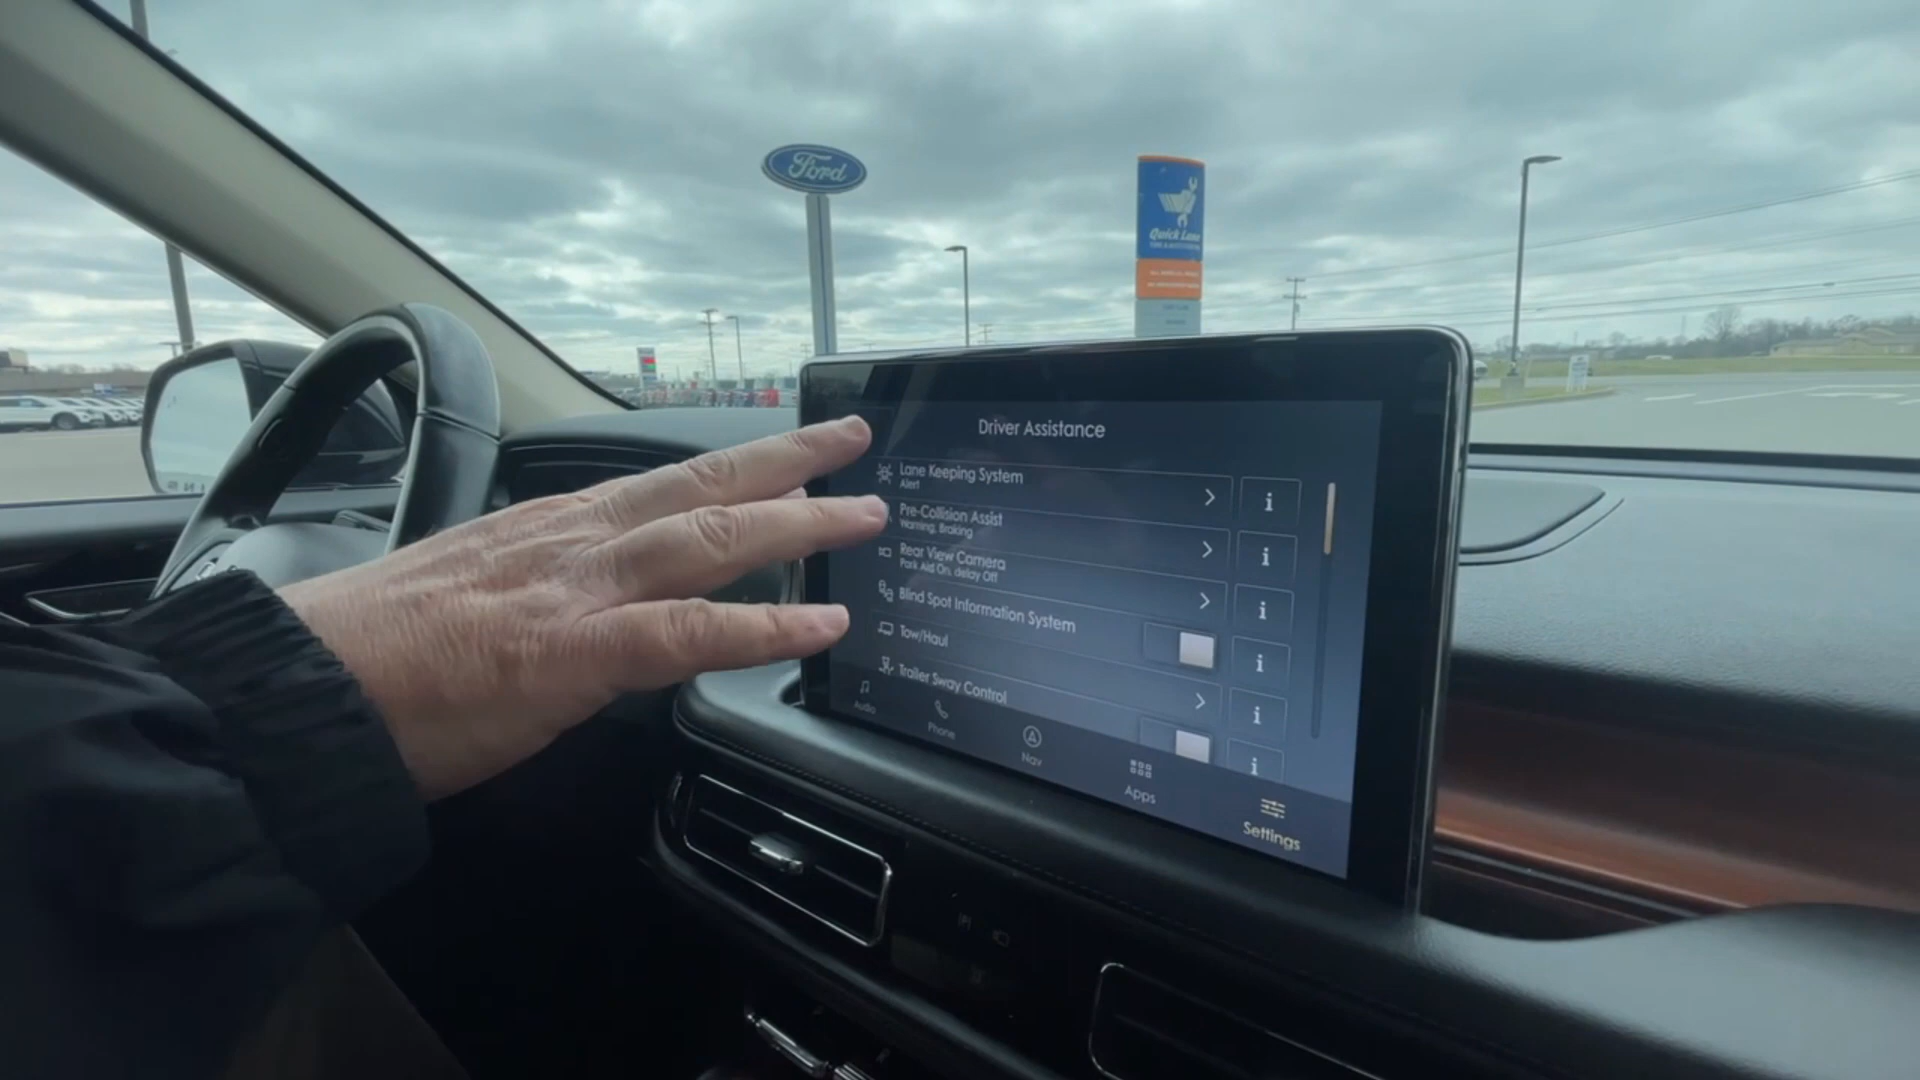 Ford
Quick Lane
Driver Assistance
Lane Keeping System
Alert
i
Pre-Collision Assist
Warning, Braking
i
Rear View Camera
Park Aid On, delay Off
i
Blind Spot Information System
i
Tow/Haul
i
Trailer Sway Control
i
Audio
Phone
Nav
Apps
Settings